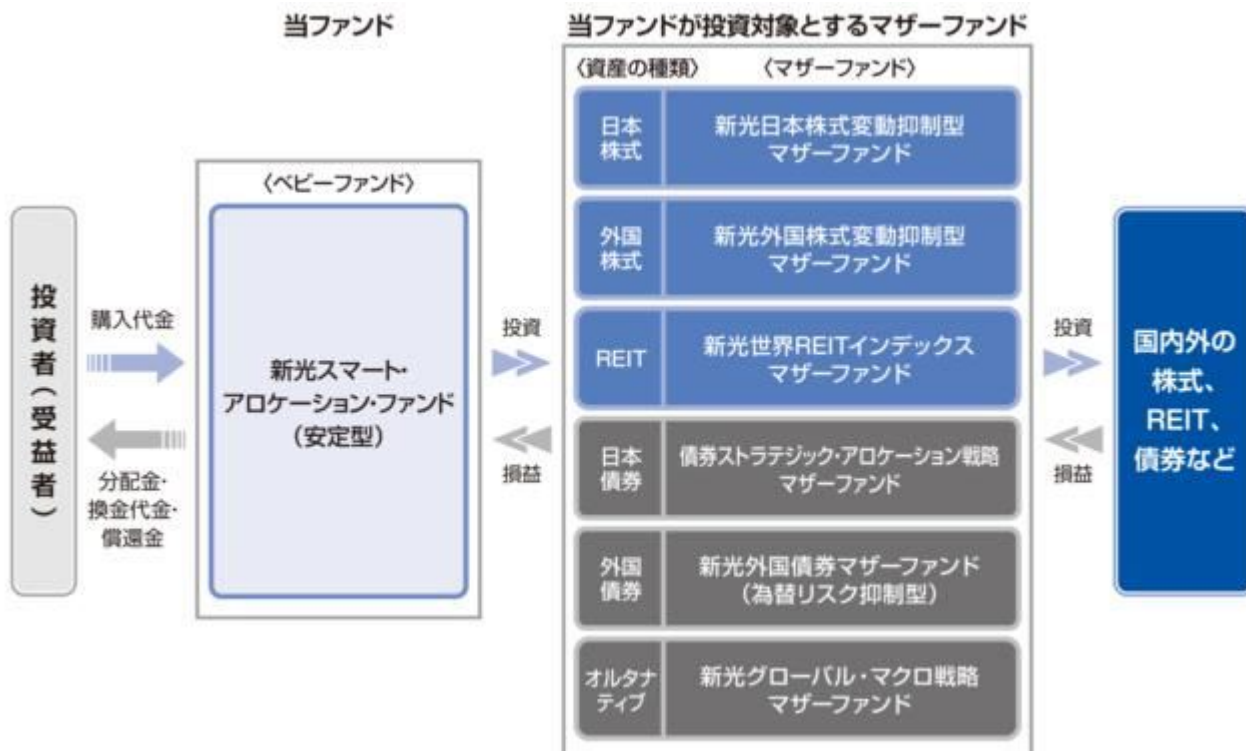 当ファンド
当ファンドが投資対象とするマザーファンド
〈資産の種類〉
〈マザーファンド〉
〈ベビーファンド〉
投資者（受益者）
購入代金
分配金・
換金代金・
償還金
新光スマート・
アロケーション・ファンド
（安定型）
投資
損益
日本
株式
新光日本株式変動抑制型
マザーファンド
外国
株式
新光外国株式変動抑制型
マザーファンド
REIT
新光世界REITインデックス
マザーファンド
日本
債券
債券ストラテジック・アロケーション戦略
マザーファンド
外国
債券
新光外国債券マザーファンド
（為替リスク抑制型）
オルタナ
ティブ
新光グローバル・マクロ戦略
マザーファンド
投資
損益
国内外の
株式、
REIT、
債券など